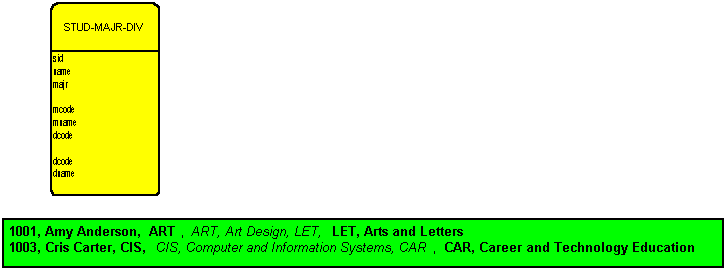 STUD-MAJR-DIV
sid
name
majr
mcode
mname
dcode
dcode
dname
1001, Amy Anderson, ART , ART, Art Design, LET, LET, Arts and Letters
1003, Cris Carter, CIS, CIS, Computer and Information Systems, CAR , CAR, Career and Technology Education